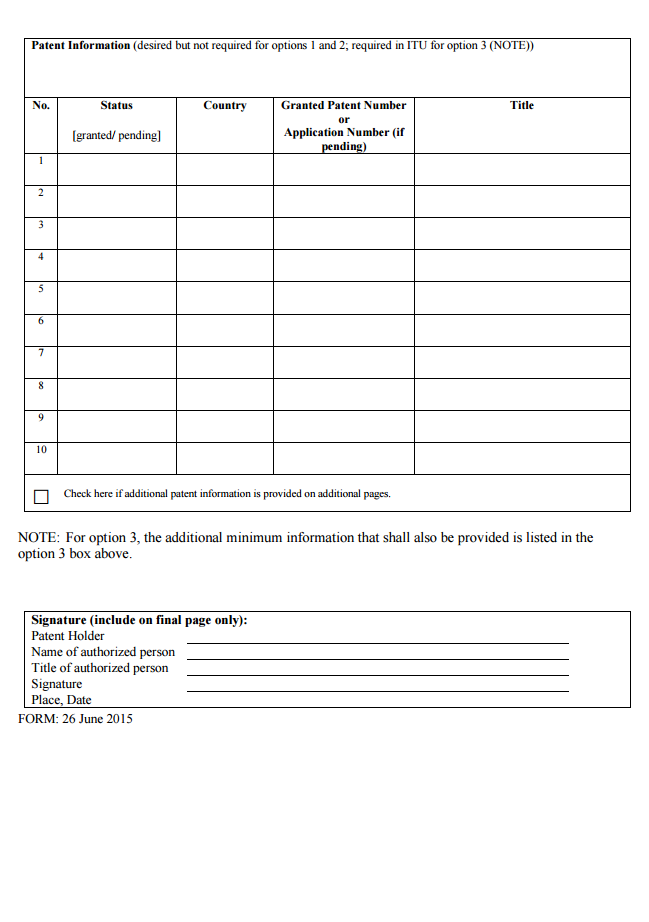 Patent Information (desired but not required for options 1 and 2; required in ITU for option 3 (NOTE))
No. Status Country Granted Patent Number Title
or
[granted/ pending] Application Number (if
pending)
1
2
3
4
5
6
7
8
9
10
Check here if additional patent information is provided on additional pages.
NOTE: For option 3, the additional minimum information that shall also be provided is listed in the
option 3 box above.
Signature (include on final page only):
Patent Holder
Name of authorized person
Title of authorized person
Signature
Place, Date
FORM: 26 June 2015